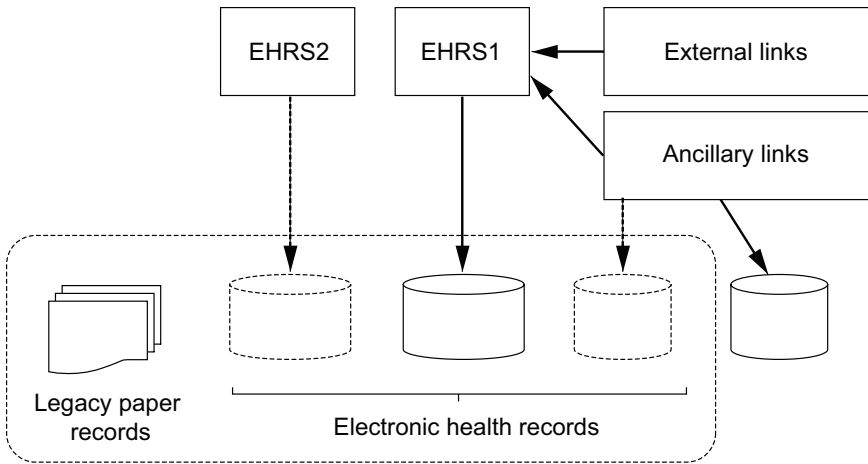 EHRS2
EHRS1
External links
Ancillary links
Legacy paper
records
Electronic health records